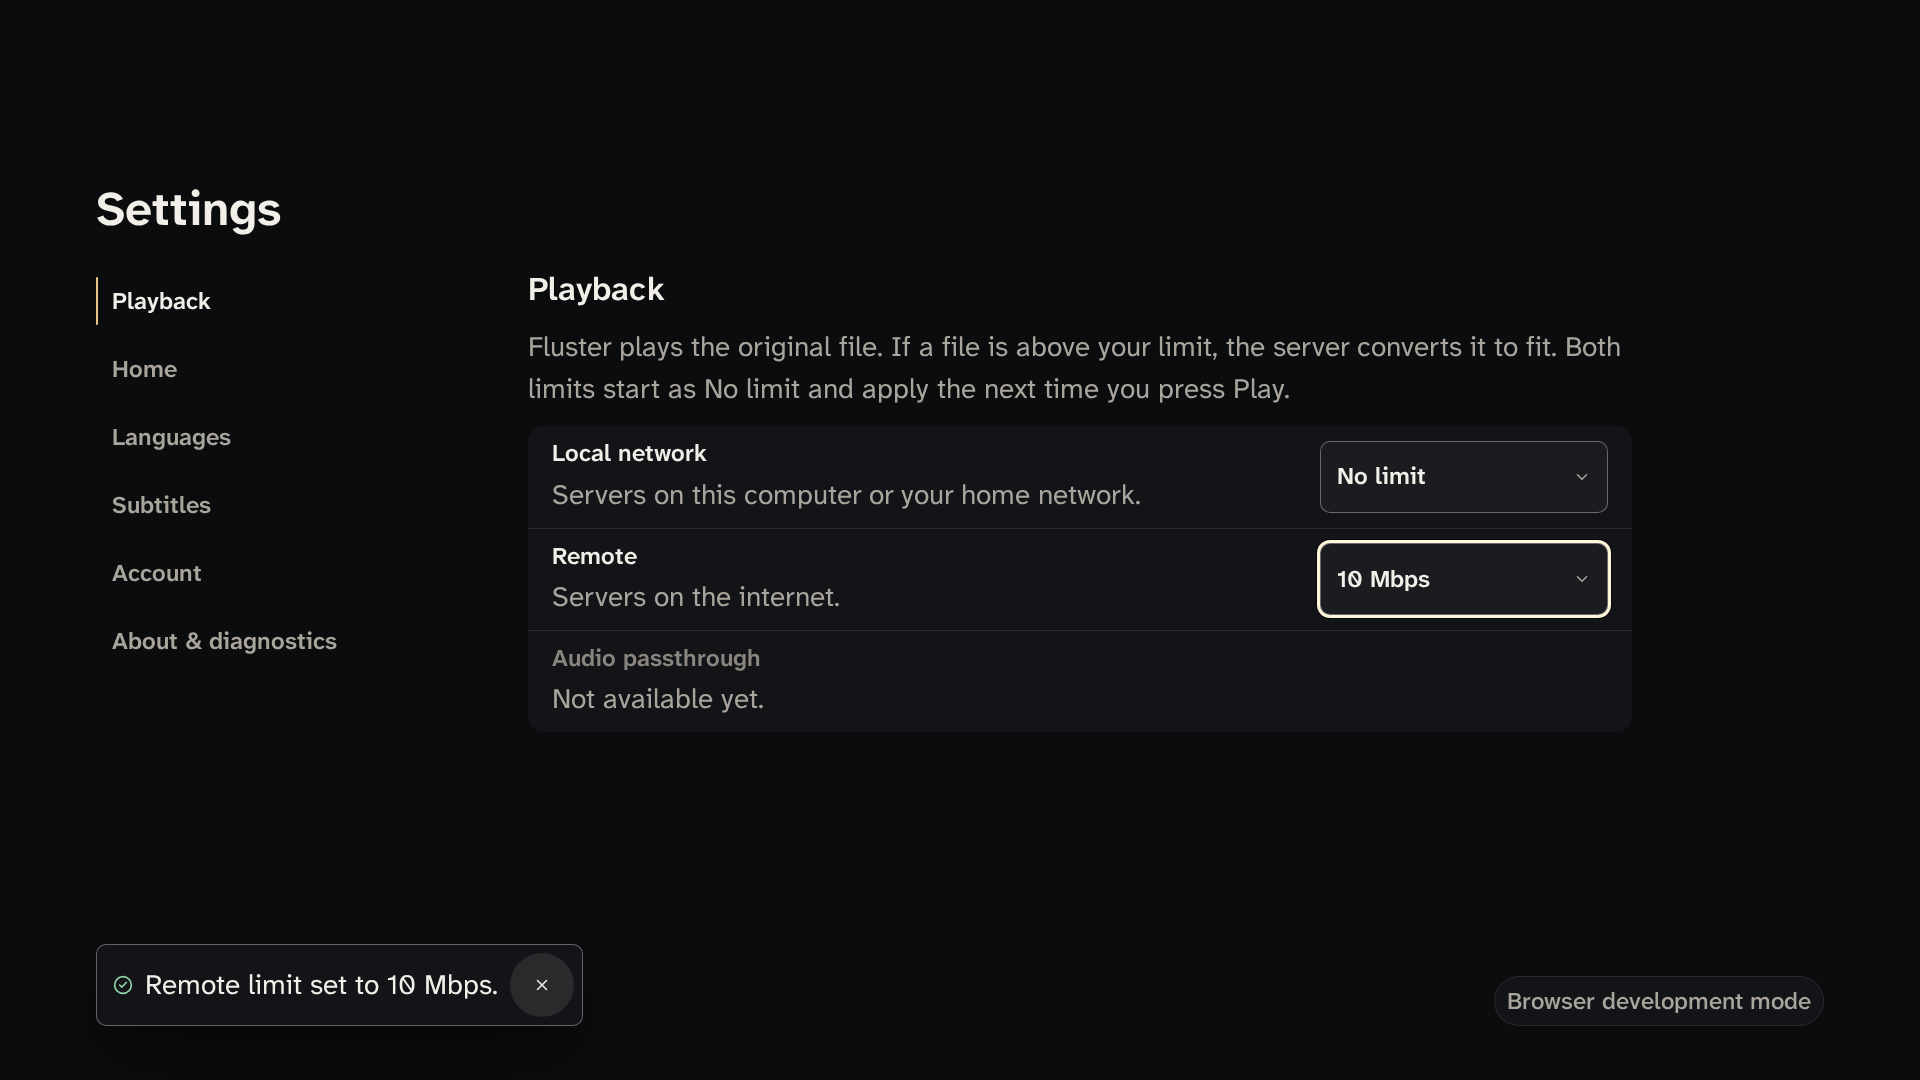 Settings
Playback
Home
Languages
Subtitles
Account
About & diagnostics
Playback
Fluster plays the original file. If a file is above your limit, the server converts it to fit. Both
limits start as No limit and apply the next time you press Play.
Local network
Servers on this computer or your home network.
No limit
Remote
Servers on the internet.
10 Mbps
Audio passthrough
Not available yet.
Remote limit set to 10 Mbps.
Browser development mode